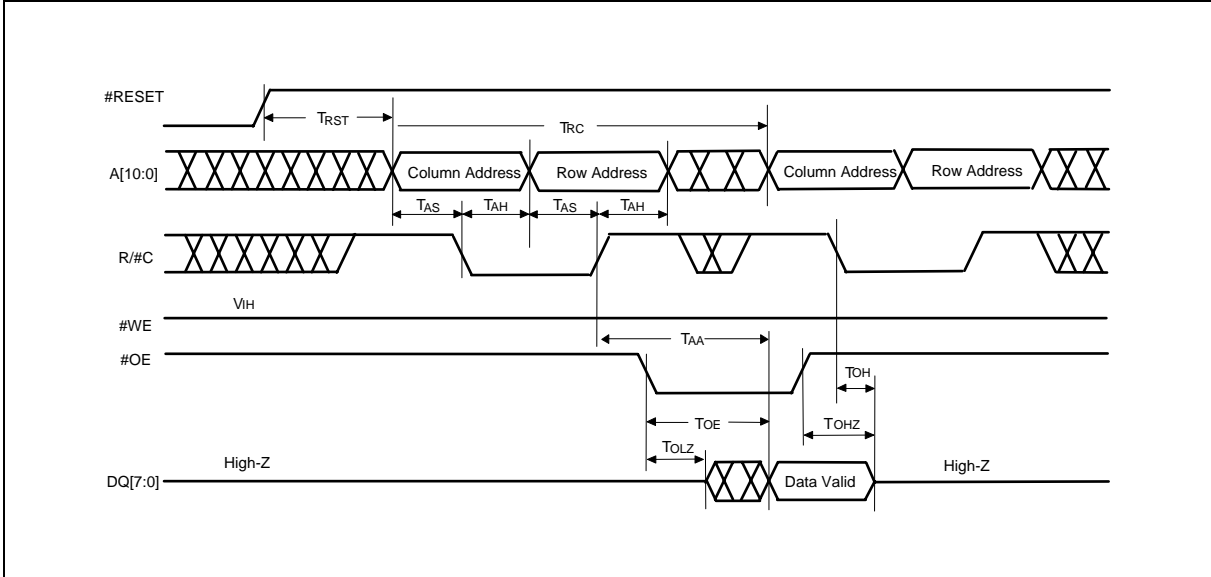 #RESET
TRST
TRC
A[10:0]
Column Address
Row Address
Column Address
Row Address
TAS
TAH
TAS
TAH
R/#C
VIH
#WE
TAA
#OE
TOH
TOE
TOHZ
TOLZ
High-Z
High-Z
DQ[7:0]
Data Valid